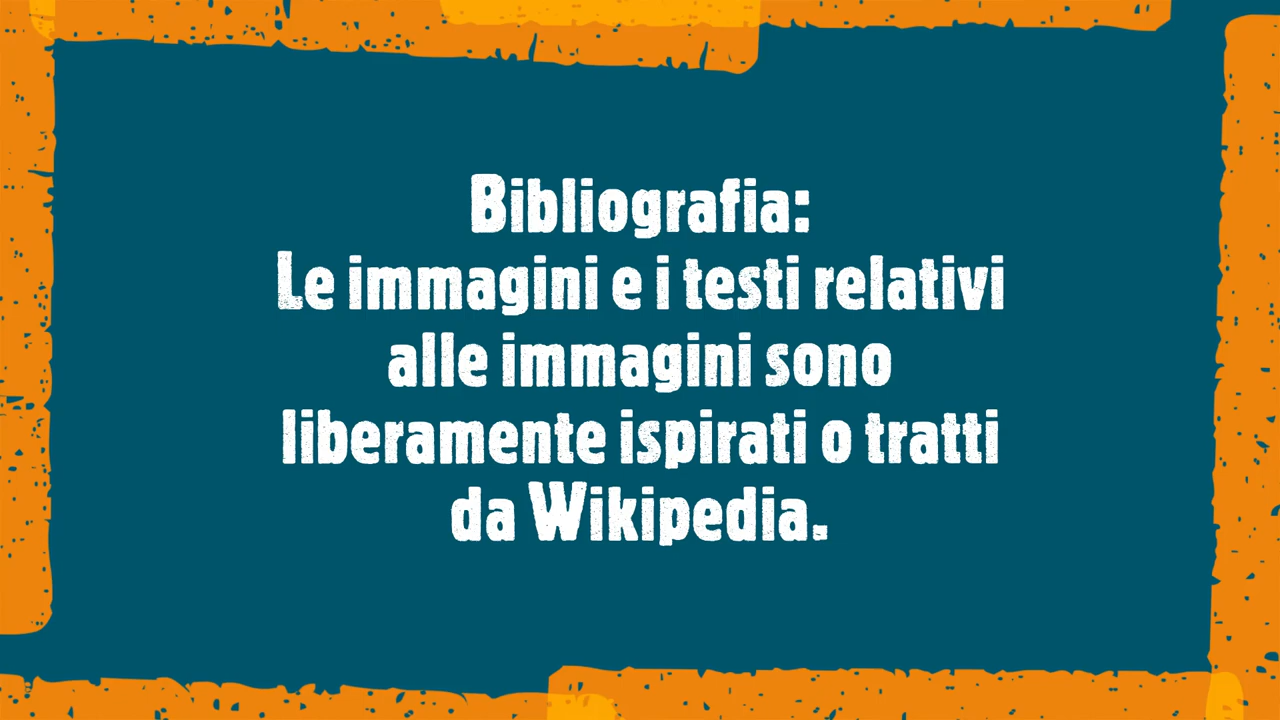 Bibliografia:
Le immagini e i testi relativi
alle immagini sono
liberamente ispirati o tratti
da Wikipedia.